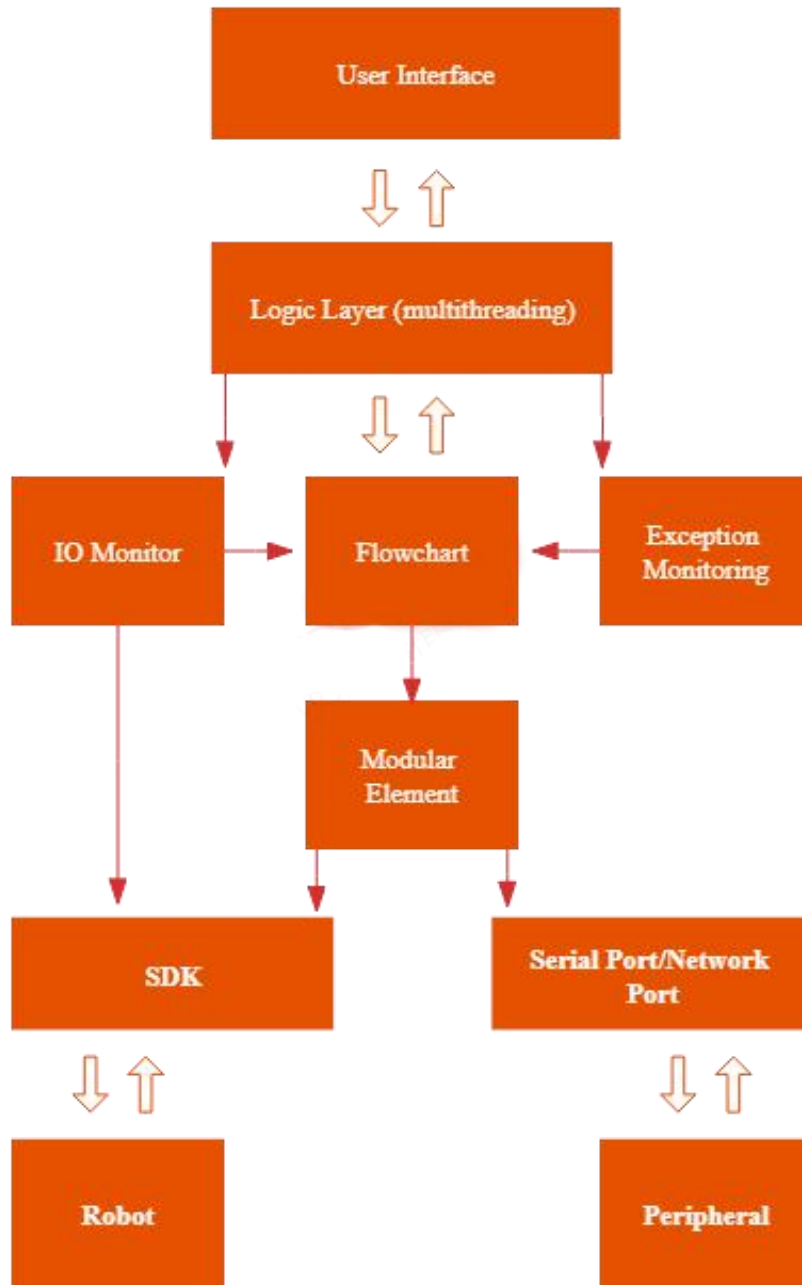 User Interface
Logic Layer (multithreading)
IO Monitor
Flowchart
Exception
Monitoring
Modular
Element
SDK
Serial Port/Network
Port
Robot
Peripheral